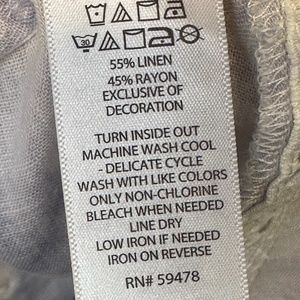 55% LINEN
45% RAYON
EXCLUSIVE OF
DECORATION
TURN INSIDE OUT
MACHINE WASH COOL
- DELICATE CYCLE
WASH WITH LIKE COLORS
ONLY NON-CHLORINE
BLEACH WHEN NEEDED
LINE DRY
LOW IRON IF NEEDED
IRON ON REVERSE
RN# 59478